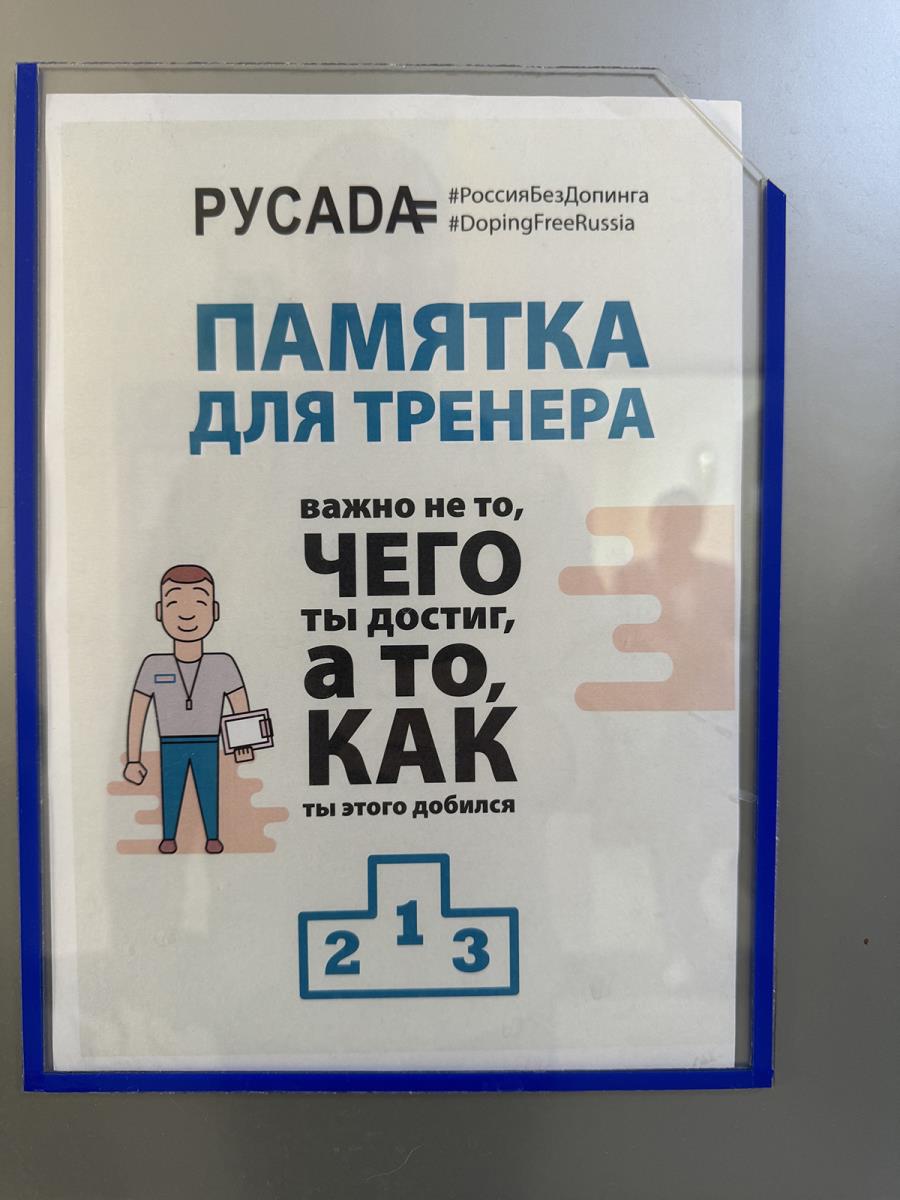 РУСАДА
#РоссияБезДопинга
#DopingFreeRussia
ПАМЯТКА
ДЛЯ ТРЕНЕРА
важно не то,
ЧЕГО
ты достиг,
а то,
КАК
ты этого добился
2 1 3